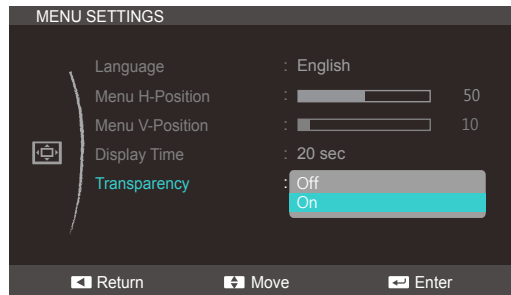 MENU SETTINGS
Language : English
Menu H-Position : 50
Menu V-Position : 10
Display Time : 20 sec
Transparency : Off
On
Return Move Enter